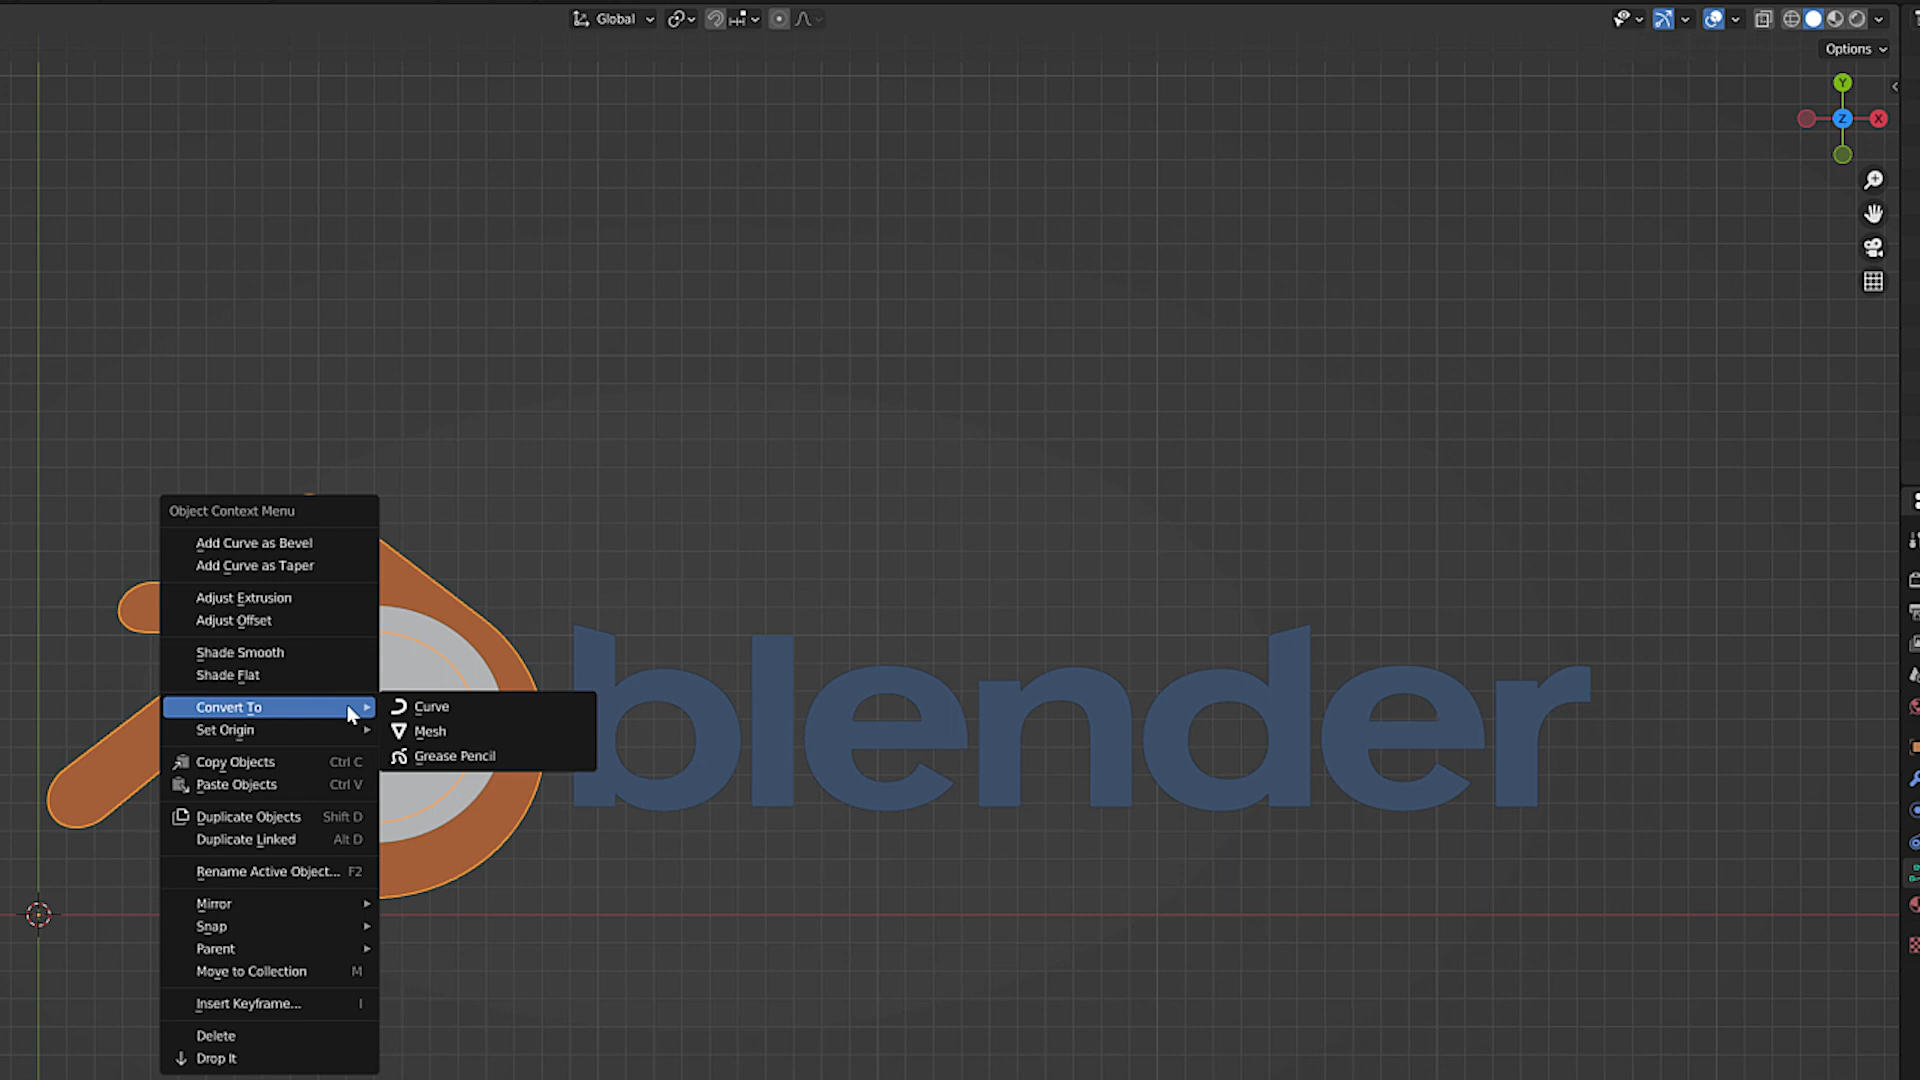 Global
Options
Y
Z
X
Object Context Menu
Add Curve as Bevel
Add Curve as Taper
Adjust Extrusion
Adjust Offset
Shade Smooth
Shade Flat
Convert To
Curve
Set Origin
Mesh
Grease Pencil
Copy Objects Ctrl C
Paste Objects Ctrl V
Duplicate Objects Shift D
Duplicate Linked Alt D
Rename Active Object... F2
Mirror
Snap
Parent
Move to Collection M
Insert Keyframe... I
Delete
Drop It
blender